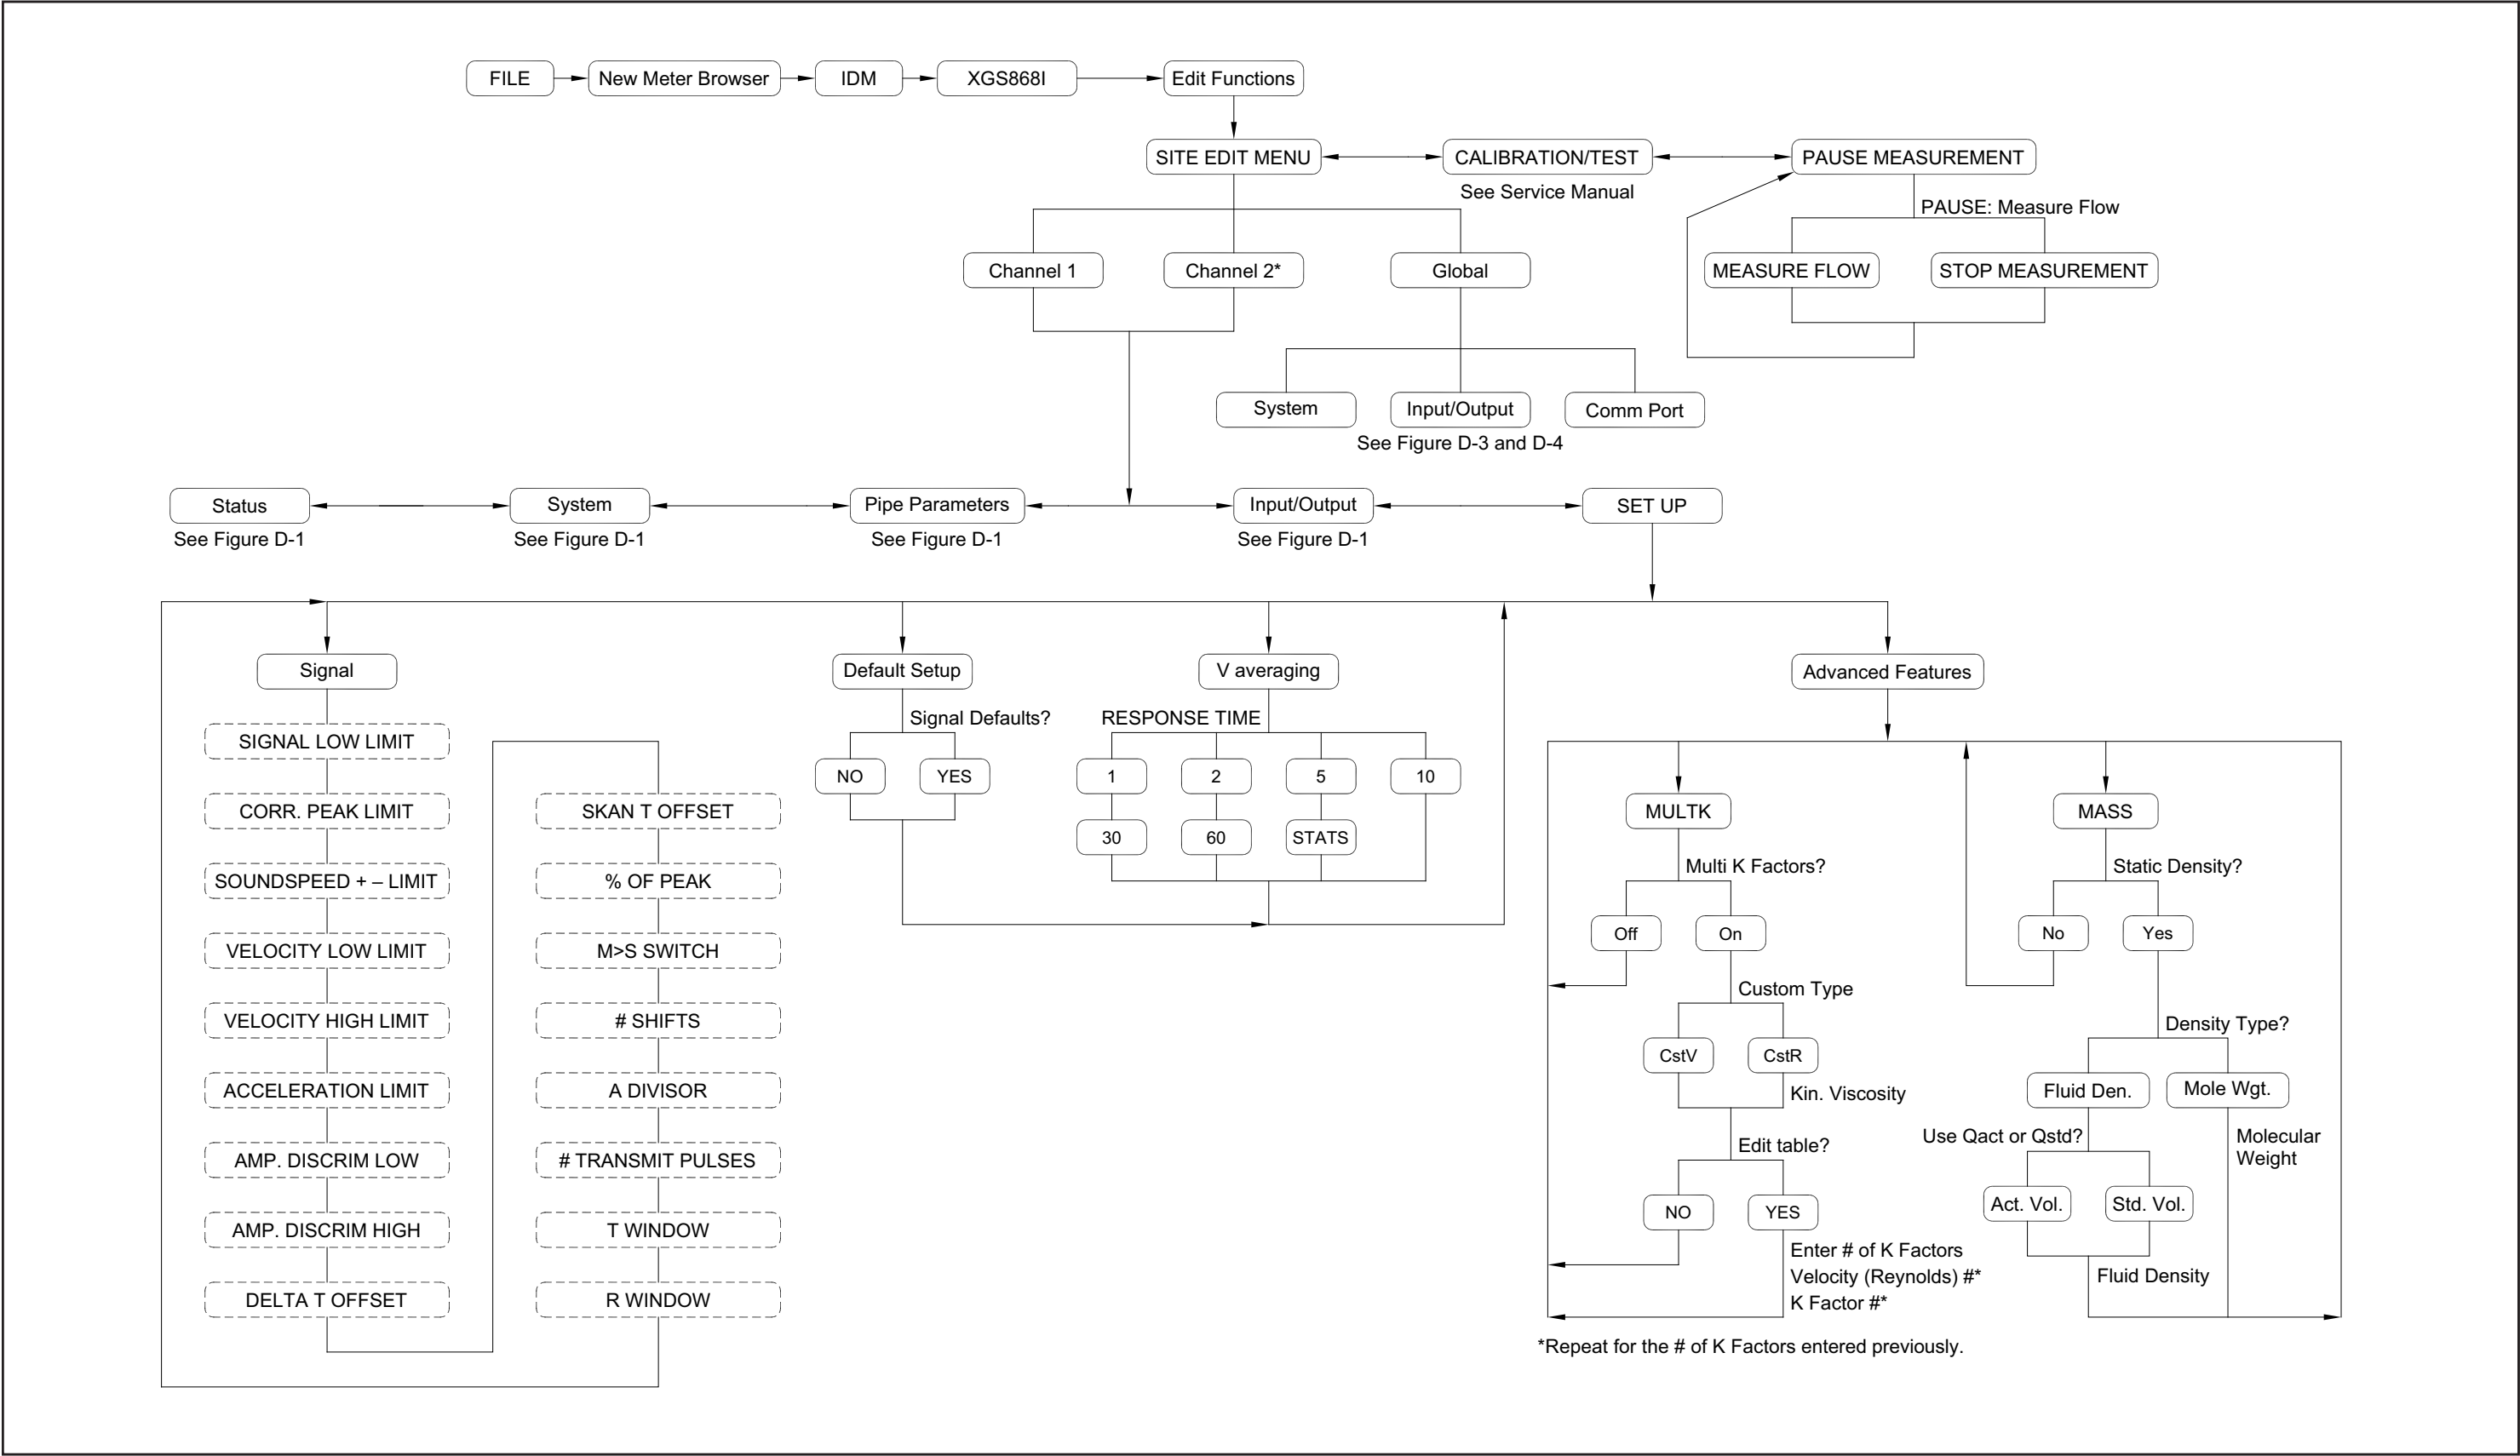 FILE
New Meter Browser
IDM
XGS868I
Edit Functions
SITE EDIT MENU
CALIBRATION/TEST
PAUSE MEASUREMENT
See Service Manual
PAUSE: Measure Flow
Channel 1
Channel 2*
Global
MEASURE FLOW
STOP MEASUREMENT
System
Input/Output
Comm Port
See Figure D-3 and D-4
Status
System
Pipe Parameters
Input/Output
SET UP
See Figure D-1
See Figure D-1
See Figure D-1
See Figure D-1
Signal
SIGNAL LOW LIMIT
CORR. PEAK LIMIT
SOUNDSPEED + – LIMIT
VELOCITY LOW LIMIT
VELOCITY HIGH LIMIT
ACCELERATION LIMIT
AMP. DISCRIM LOW
AMP. DISCRIM HIGH
DELTA T OFFSET
SKAN T OFFSET
% OF PEAK
M>S SWITCH
# SHIFTS
A DIVISOR
# TRANSMIT PULSES
T WINDOW
R WINDOW
Default Setup
Signal Defaults?
NO
YES
V averaging
RESPONSE TIME
1
2
5
10
30
60
STATS
Advanced Features
MULTK
Multi K Factors?
Off
On
Custom Type
CstV
CstR
Kin. Viscosity
Edit table?
NO
YES
Enter # of K Factors
Velocity (Reynolds) #*
K Factor #*
MASS
Static Density?
No
Yes
Density Type?
Fluid Den.
Mole Wgt.
Use Qact or Qstd?
Molecular
Weight
Act. Vol.
Std. Vol.
Fluid Density
*Repeat for the # of K Factors entered previously.